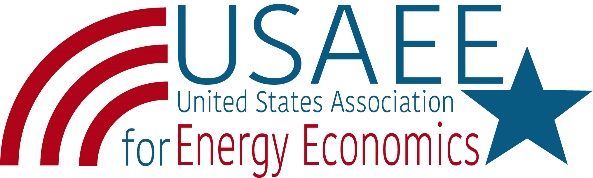 USAEE
United States Association
for Energy Economics